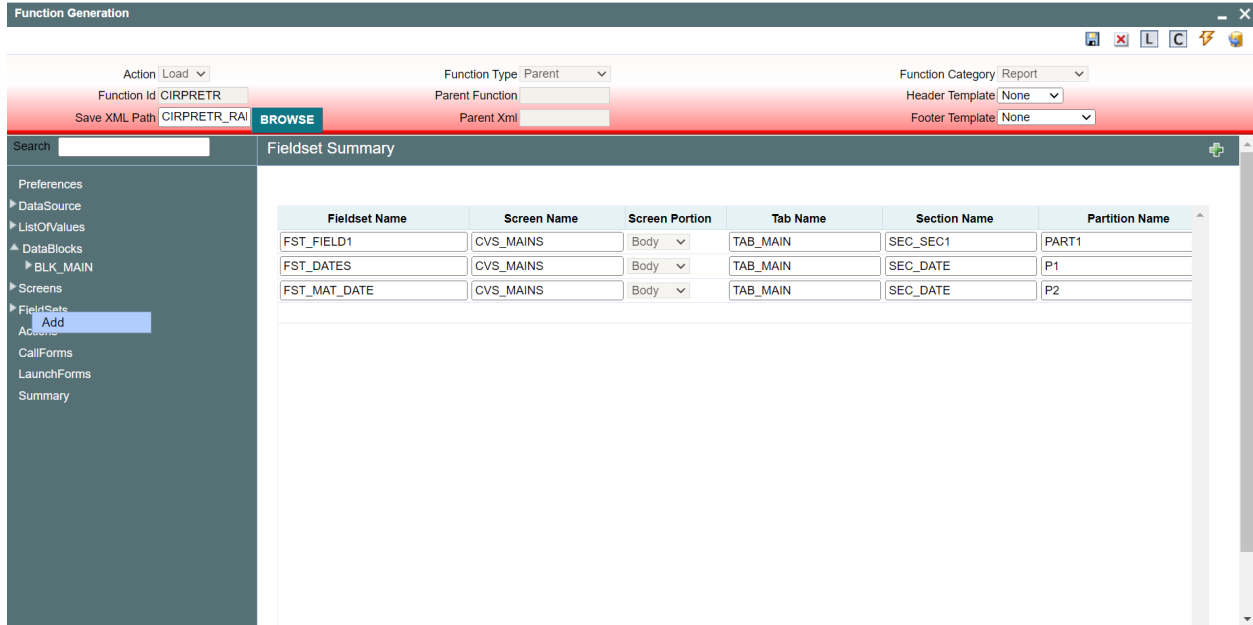 Function Generation
L C
Action Load Function Type Parent Function Category Report
Function Id CIRPRETR Parent Function Header Template None
Save XML Path CIRPRETR_RA BROWSE Parent Xml Footer Template None
Search Fieldset Summary
Preferences
DataSource
ListOfValues
DataBlocks
BLK_MAIN
Screens
FieldSets
Add
Actions
CallForms
LaunchForms
Summary
Fieldset Name Screen Name Screen Portion Tab Name Section Name Partition Name
FST_FIELD1 CVS_MAINS Body TAB_MAIN SEC_SEC1 PART1
FST_DATES CVS_MAINS Body TAB_MAIN SEC_DATE P1
FST_MAT_DATE CVS_MAINS Body TAB_MAIN SEC_DATE P2